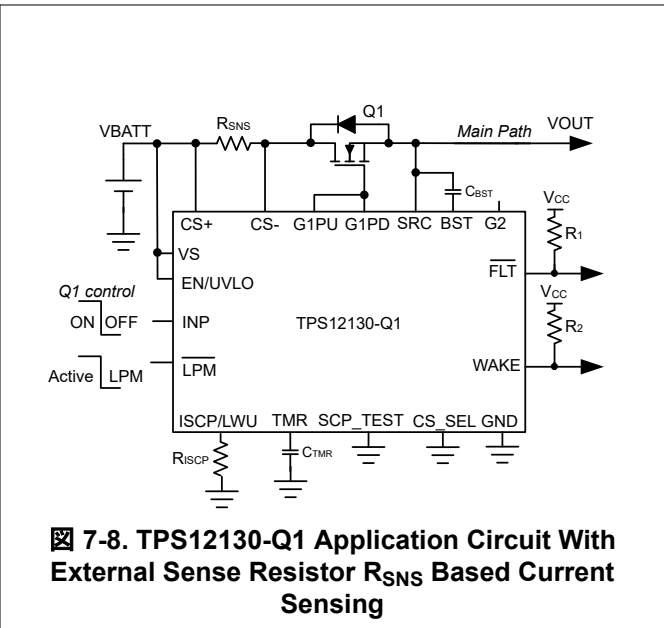 Q1
VBATT
RSNS
Main Path
VOUT
CBST
CS+ CS- G1PU G1PD SRC BST G2
VCC
R1
VS
FLT
EN/UVLO
Q1 control
ON OFF
INP
TPS12130-Q1
VCC
R2
Active LPM
LPM
WAKE
ISCP/LWU TMR SCP_TEST CS_SEL GND
RISCP
CTMR
図 7-8. TPS12130-Q1 Application Circuit With
External Sense Resistor RSNS Based Current
Sensing